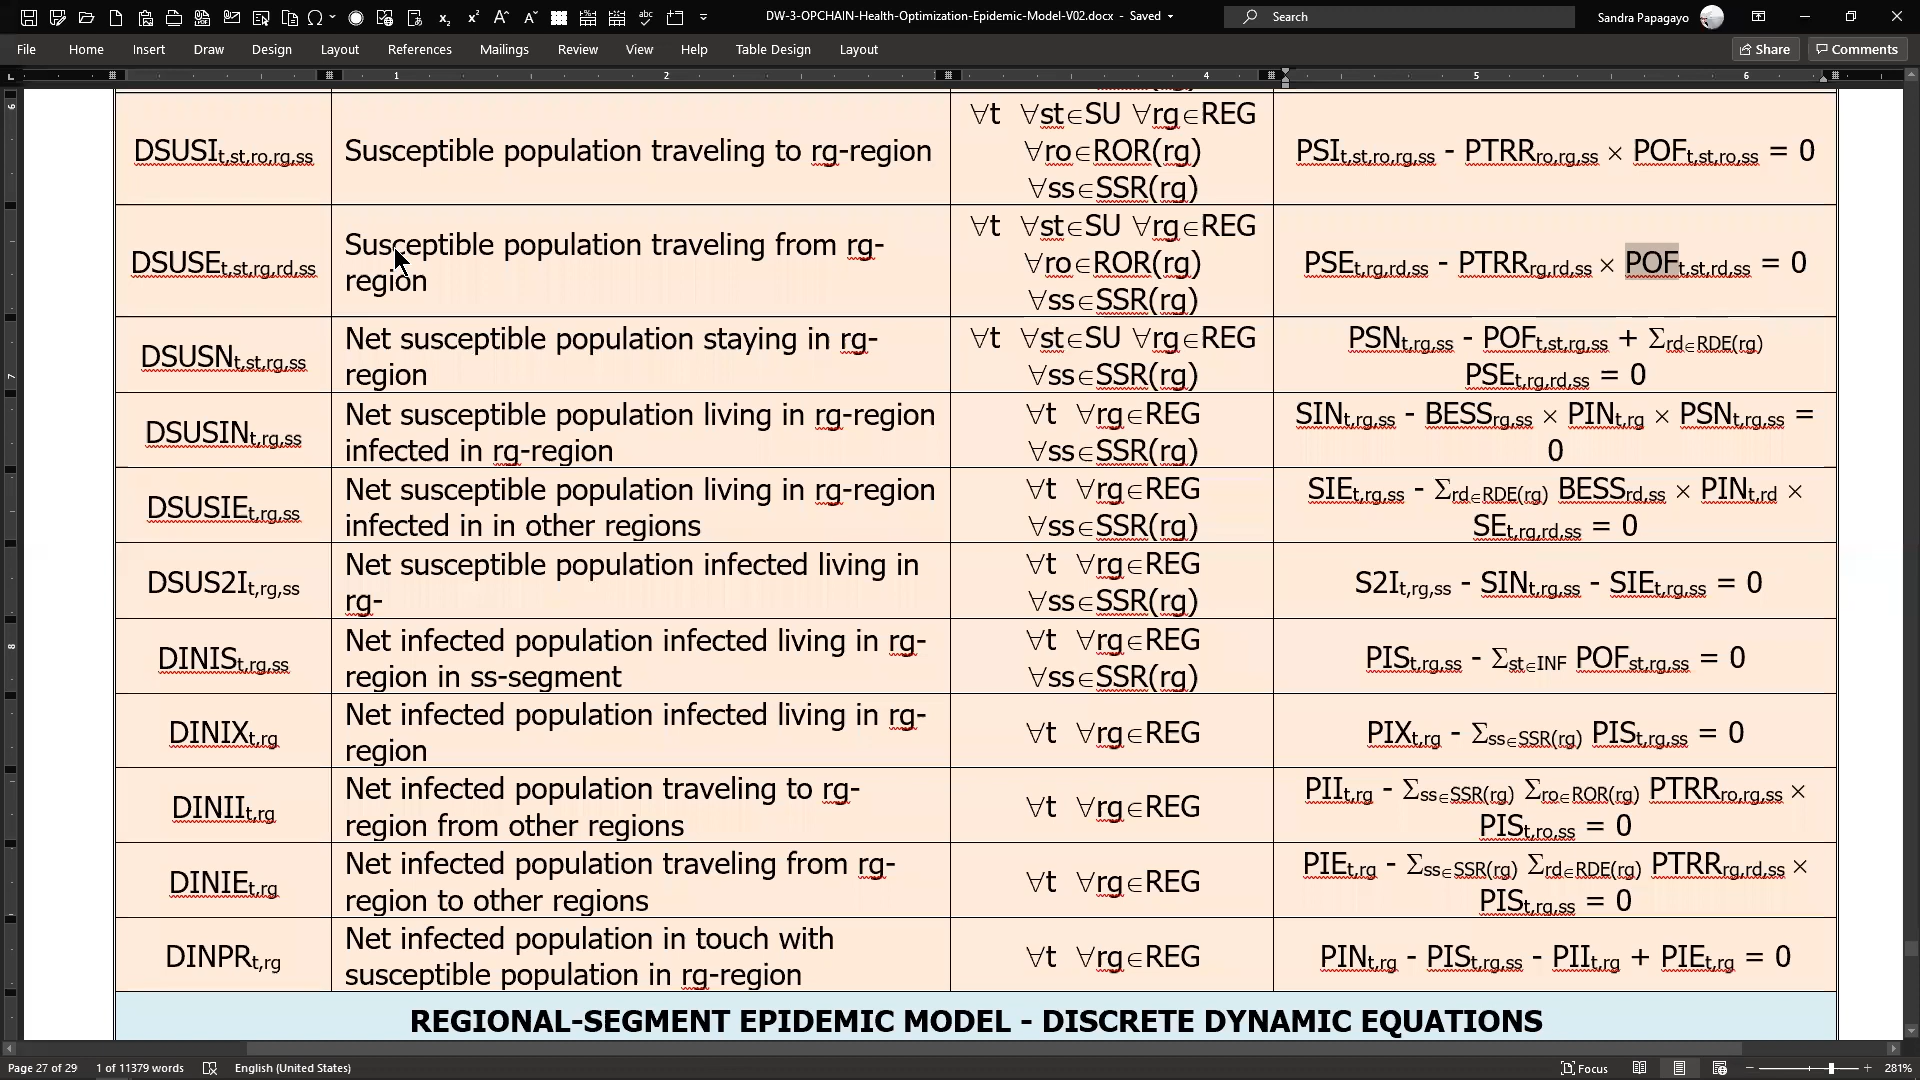 DW-3-OPCHAIN-Health-Optimization-Epidemic-Model-V02.docx - Saved
Search
Sandra Papagayo
File Home Insert Draw Design Layout References Mailings Review View Help Table Design Layout
Share Comments
1 2 4 5 6
DSUSIt,st,ro,rg,ss
Susceptible population traveling to rg-region
∀t ∀st∈SU ∀rg∈REG
∀ro∈ROR(rg)
∀ss∈SSR(rg)
PSIt,st,ro,rg,ss - PTRRro,rg,ss × POFt,st,ro,ss = 0
DSUSEt,st,rg,rd,ss
Susceptible population traveling from rg-
region
∀t ∀st∈SU ∀rg∈REG
∀ro∈ROR(rg)
∀ss∈SSR(rg)
PSEt,rg,rd,ss - PTRRrg,rd,ss × POFt,st,rd,ss = 0
DSUSNt,st,rg,ss
Net susceptible population staying in rg-
region
∀t ∀st∈SU ∀rg∈REG
∀ss∈SSR(rg)
PSNt,rg,ss - POFt,st,rg,ss + Σrd∈RDE(rg)
PSEt,rg,rd,ss = 0
DSUSINt,rg,ss
Net susceptible population living in rg-region
infected in rg-region
∀t ∀rg∈REG
∀ss∈SSR(rg)
SINt,rg,ss - BESSrg,ss × PINt,rg × PSNt,rg,ss =
0
DSUSIEt,rg,ss
Net susceptible population living in rg-region
infected in in other regions
∀t ∀rg∈REG
∀ss∈SSR(rg)
SIEt,rg,ss - Σrd∈RDE(rg) BESSrd,ss × PINt,rd ×
SEt,rg,rd,ss = 0
DSUS2It,rg,ss
Net susceptible population infected living in
rg-
∀t ∀rg∈REG
∀ss∈SSR(rg)
S2It,rg,ss - SINt,rg,ss - SIEt,rg,ss = 0
DINISt,rg,ss
Net infected population infected living in rg-
region in ss-segment
∀t ∀rg∈REG
∀ss∈SSR(rg)
PISt,rg,ss - Σst∈INF POFst,rg,ss = 0
DINIXt,rg
Net infected population infected living in rg-
region
∀t ∀rg∈REG
PIXt,rg - Σss∈SSR(rg) PISt,rg,ss = 0
DINIIt,rg
Net infected population traveling to rg-
region from other regions
∀t ∀rg∈REG
PIIt,rg - Σss∈SSR(rg) Σro∈ROR(rg) PTRRro,rg,ss ×
PISt,ro,ss = 0
DINIEt,rg
Net infected population traveling from rg-
region to other regions
∀t ∀rg∈REG
PIEt,rg - Σss∈SSR(rg) Σrd∈RDE(rg) PTRRrg,rd,ss ×
PISt,rg,ss = 0
DINPRt,rg
Net infected population in touch with
susceptible population in rg-region
∀t ∀rg∈REG
PINt,rg - PISt,rg,ss - PIIt,rg + PIEt,rg = 0
REGIONAL-SEGMENT EPIDEMIC MODEL - DISCRETE DYNAMIC EQUATIONS
Page 27 of 29 1 of 11379 words English (United States)
Focus 281%